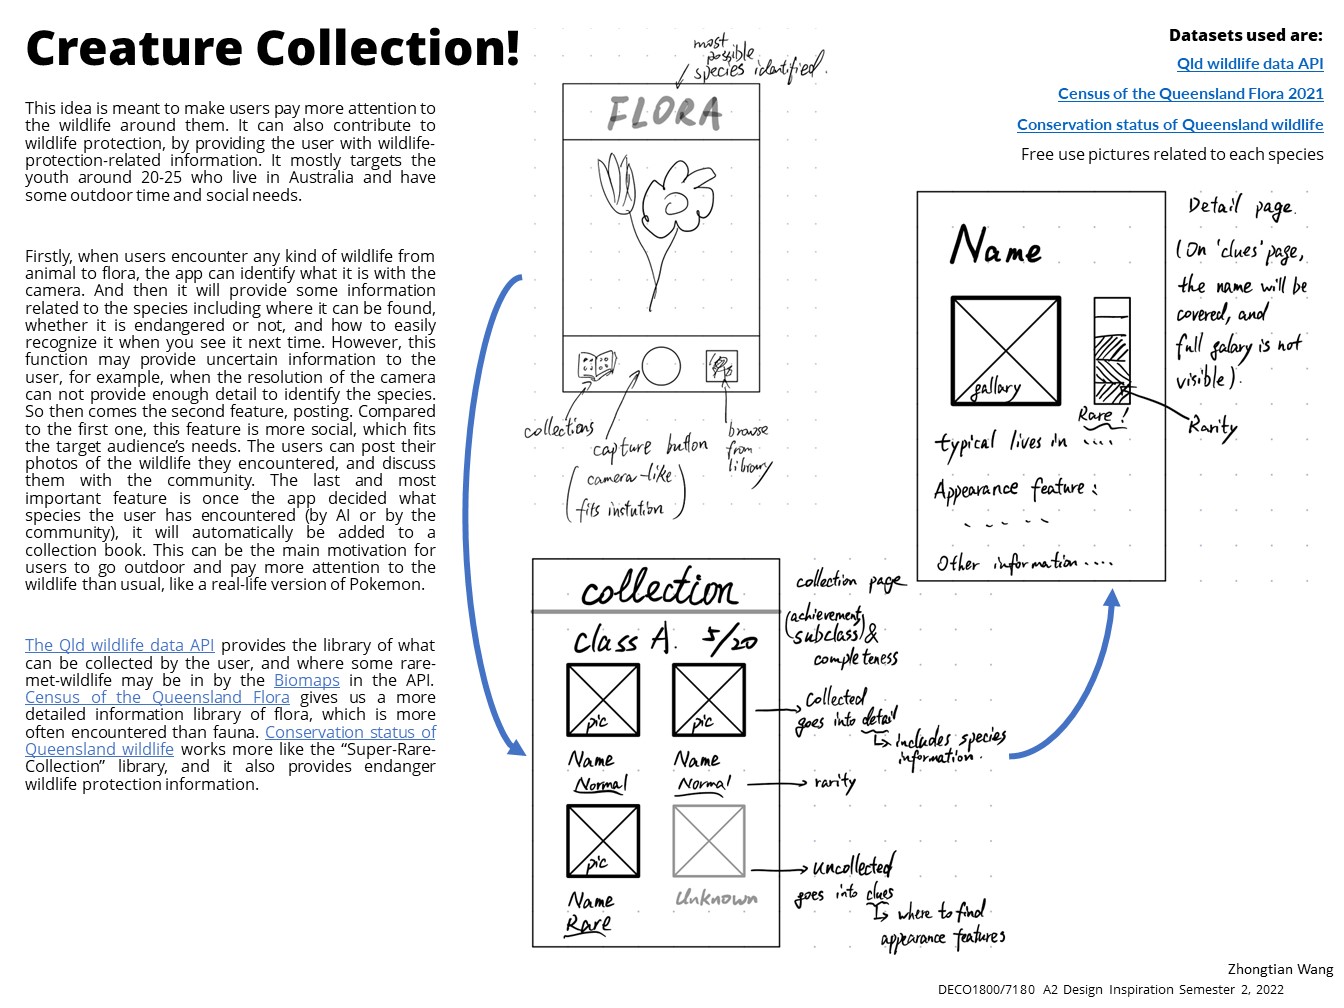 Creature Collection!
This idea is meant to make users pay more attention to
the wildlife around them. It can also contribute to
wildlife protection, by providing the user with wildlife-
protection-related information. It mostly targets the
youth around 20-25 who live in Australia and have
some outdoor time and social needs.
Firstly, when users encounter any kind of wildlife from
animal to flora, the app can identify what it is with the
camera. And then it will provide some information
related to the species including where it can be found,
whether it is endangered or not, and how to easily
recognize it when you see it next time. However, this
function may provide uncertain information to the
user, for example, when the resolution of the camera
can not provide enough detail to identify the species.
So then comes the second feature, posting. Compared
to the first one, this feature is more social, which fits
the target audience's needs. The users can post their
photos of the wildlife they encountered, and discuss
them with the community. The last and most
important feature is once the app decided what
species the user has encountered (by AI or by the
community), it will automatically be added to a
collection book. This can be the main motivation for
users to go outdoor and pay more attention to the
wildlife than usual, like a real-life version of Pokemon.
The Qld wildlife data API provides the library of what
can be collected by the user, and where some rare-
met-wildlife may be in by the Biomaps in the API.
Census of the Queensland Flora gives us a more
detailed information library of flora, which is more
often encountered than fauna. Conservation status of
Queensland wildlife works more like the “Super-Rare-
Collection” library, and it also provides endanger
wildlife protection information.
most
possible
species identified.
FLORA
collections
capture button
(camera-like
fits instution)
browse
from
library
collection
class A. 5/20
pic
pic
Name
Name
Normal
Normal
pic
Name
Unknown
Rare
collection page
(achievement,
subclass) &
completeness
Collected
goes into detail
includes species
information.
rarity
Uncollected
goes into clues
where to find
appearance features
Datasets used are:
Qld wildlife data API
Census of the Queensland Flora 2021
Conservation status of Queensland wildlife
Free use pictures related to each species
Name
gallary
Rare!
typical lives in ····
Appearance feature:
Other information ····
Detail page.
(On 'clues' page,
the name will be
covered, and
full galary is not
visible).
Rarity
Zhongtian Wang
DECO1800/7180 A2 Design Inspiration Semester 2, 2022